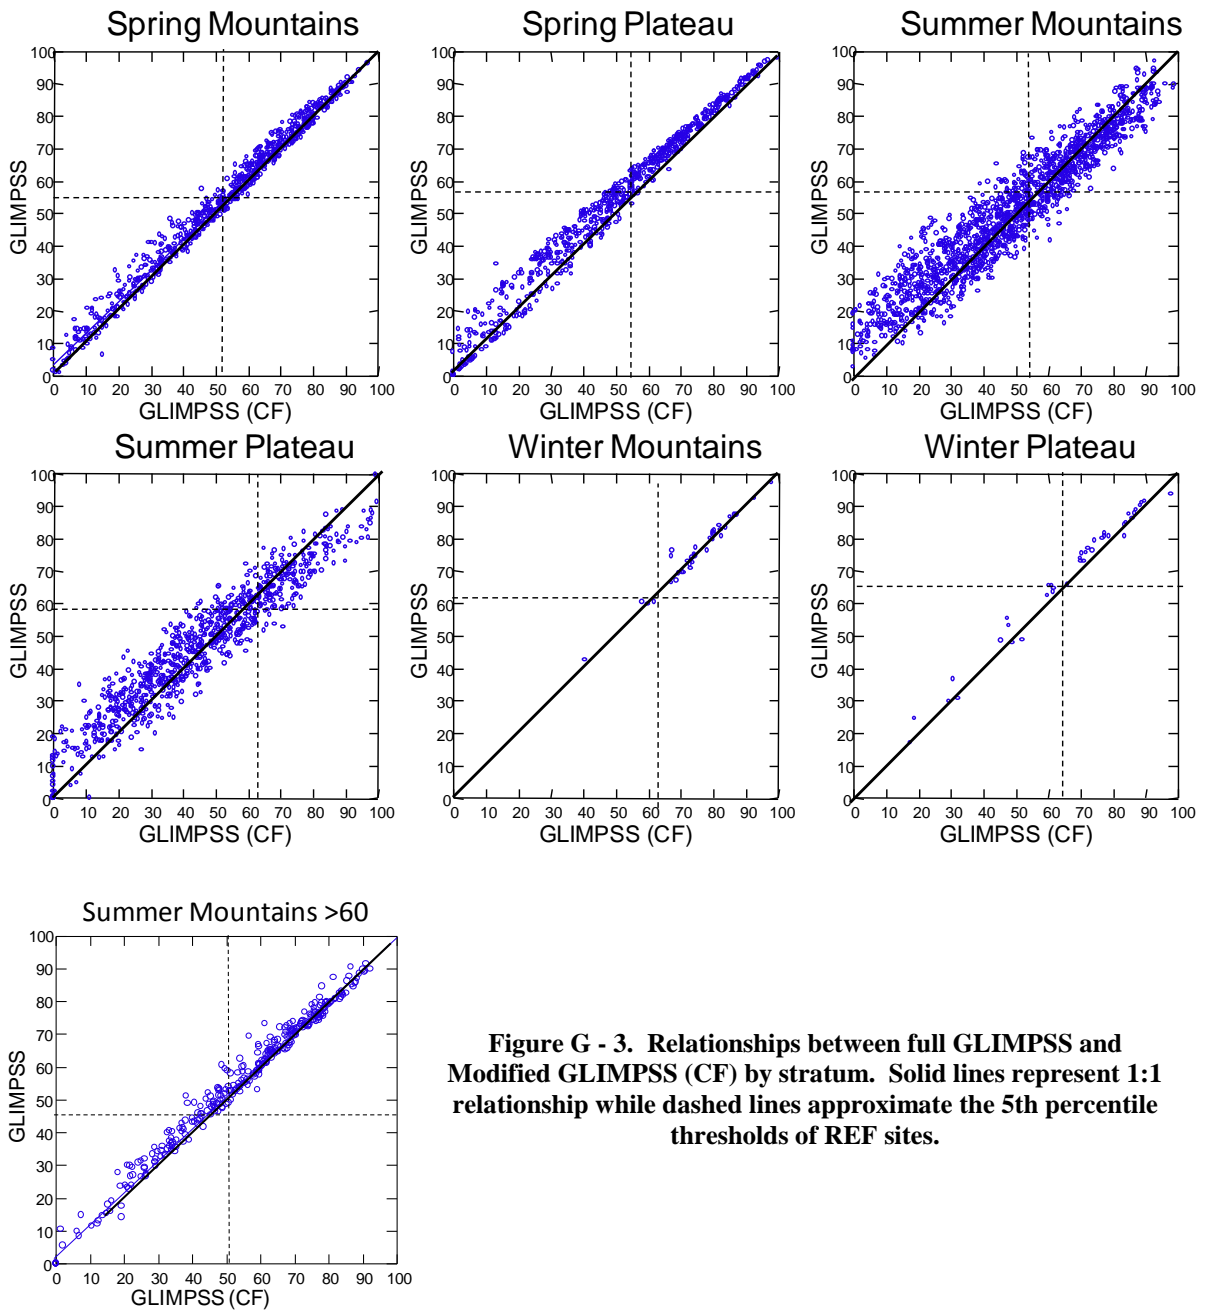 Spring Mountains
Spring Plateau
Summer Mountains
100
90
80
70
60
50
40
30
20
10
0
GLIMPSS
0 10 20 30 40 50 60 70 80 90 100
GLIMPSS (CF)
100
90
80
70
60
50
40
30
20
10
0
GLIMPSS
0 10 20 30 40 50 60 70 80 90 100
GLIMPSS (CF)
100
90
80
70
60
50
40
30
20
10
0
GLIMPSS
0 10 20 30 40 50 60 70 80 90 100
GLIMPSS (CF)
Summer Plateau
Winter Mountains
Winter Plateau
100
90
80
70
60
50
40
30
20
10
0
GLIMPSS
0 10 20 30 40 50 60 70 80 90 100
GLIMPSS (CF)
100
90
80
70
60
50
40
30
20
10
0
GLIMPSS
0 10 20 30 40 50 60 70 80 90 100
GLIMPSS (CF)
100
90
80
70
60
50
40
30
20
10
0
GLIMPSS
0 10 20 30 40 50 60 70 80 90 100
GLIMPSS (CF)
Summer Mountains >60
100
90
80
70
60
50
40
30
20
10
0
GLIMPSS
0 10 20 30 40 50 60 70 80 90 100
GLIMPSS (CF)
Figure G - 3. Relationships between full GLIMPSS and
Modified GLIMPSS (CF) by stratum. Solid lines represent 1:1
relationship while dashed lines approximate the 5th percentile
thresholds of REF sites.